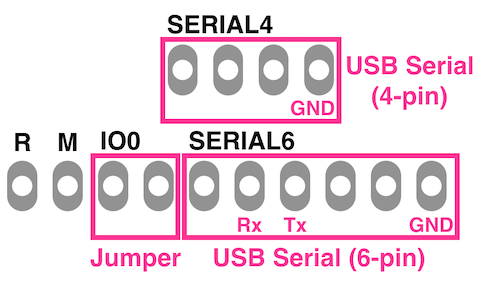 SERIAL4
USB Serial
(4-pin)
GND
R M IO0 SERIAL6
Rx Tx GND
Jumper USB Serial (6-pin)